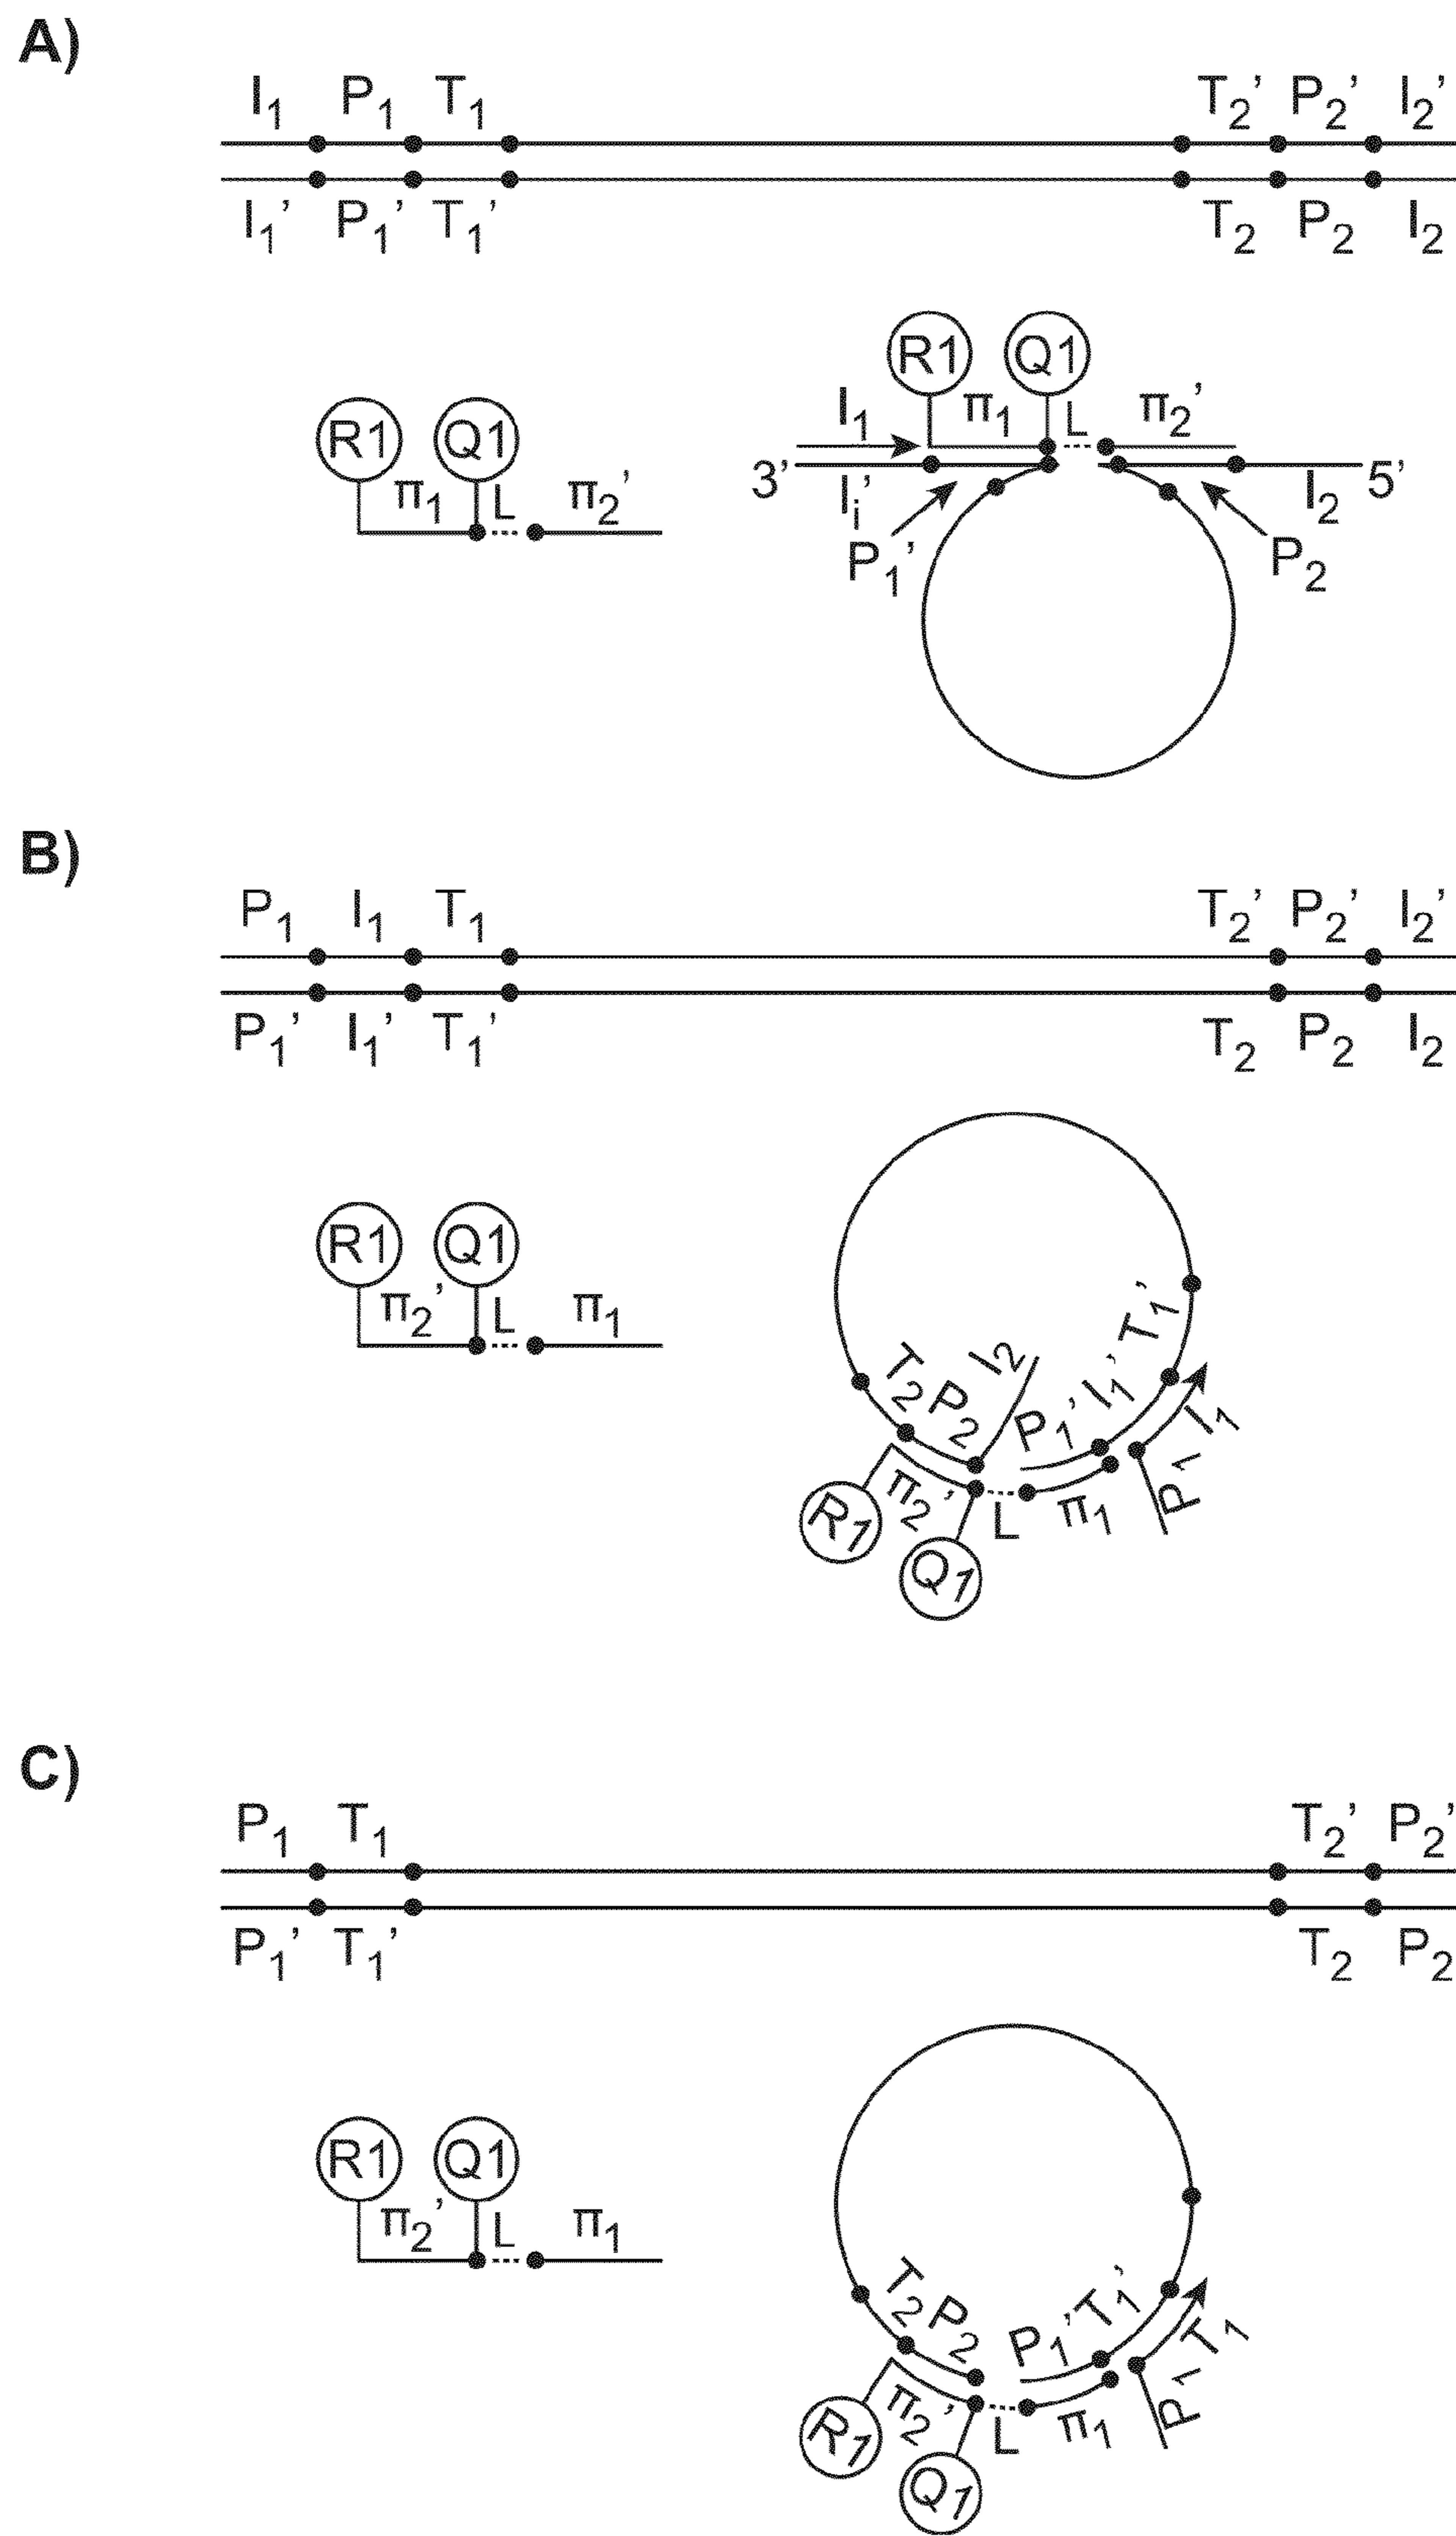 A)
I₁ P₁ T₁ T₂’ P₂’ I₂’
I₁’ P₁’ T₁’ T₂ P₂ I₂
R1 Q1
I₁ π₁ L π₂’
R1 Q1
π₁ L π₂’
3’ Iᵢ’ I₂ 5’
P₁’ P₂
B)
P₁ I₁ T₁ T₂’ P₂’ I₂’
P₁’ I₁’ T₁’ T₂ P₂ I₂
R1 Q1
π₂’ L π₁
T₂ P₂ I₂ P₁’ I₁’ T₁’
R1 π₂’ Q1 L π₁ P₁ I₁
C)
P₁ T₁ T₂’ P₂’
P₁’ T₁’ T₂ P₂
R1 Q1
π₂’ L π₁
T₂ P₂ P₁’ T₁’
R1 π₂’ Q1 L π₁ P₁ T₁